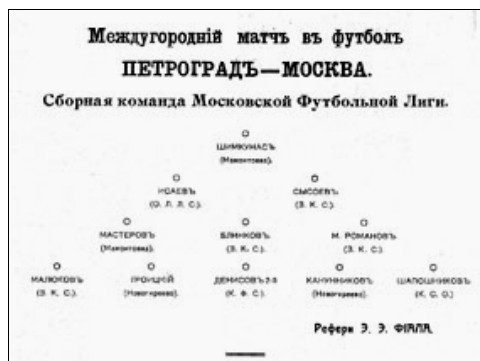 Междугородній матчъ въ футболъ
ПЕТРОГРАДЪ—МОСКВА.
Сборная команда Московской Футбольной Лиги.
ШИМКУНАСЪ
(Мамонтовка).
ИСАЕВЪ СЫСОЕВЪ
(О. Л. Л. С.). (З. К. С.).
МАСТЕРОВЪ БЛИНКОВЪ М. РОМАНОВЪ
(Мамонтовка). (З. К. С.). (З. К. С.).
МАЛЮКОВЪ ТРОИЦКІЙ ДЕНИСОВЪ 2-й КАНУННИКОВЪ ШАПОШНИКОВЪ
(З. К. С.). (Новогиреево). (К. Ф. С.). (Новогиреево). (К. С. О.)
Рефери Э. Э. ФІАЛА.